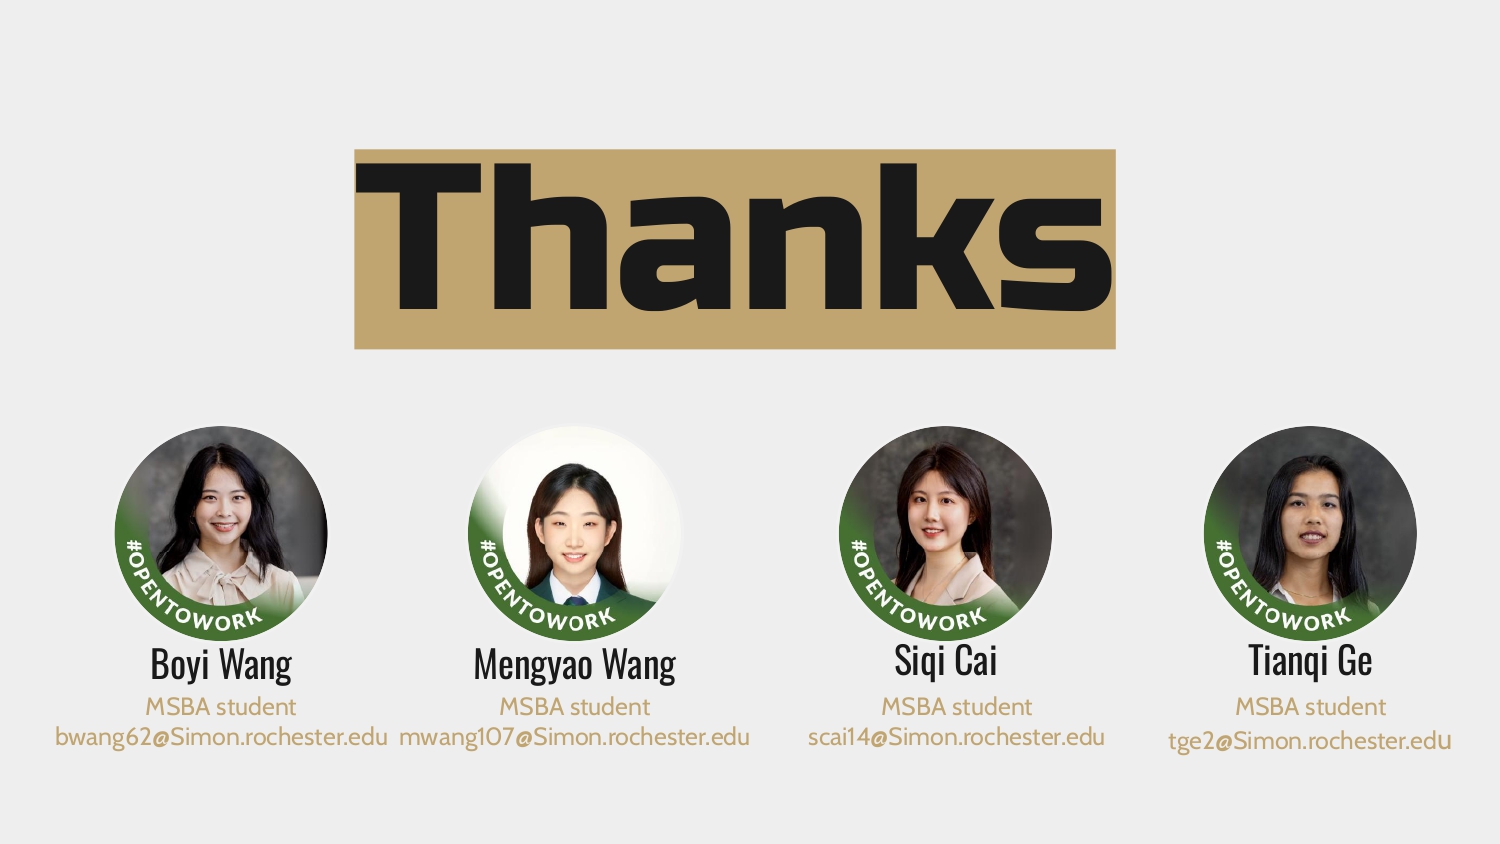 Thanks
#OPENTOWORK
#OPENTOWORK
#OPENTOWORK
#OPENTOWORK
Boyi Wang
MSBA student
bwang62@Simon.rochester.edu
Mengyao Wang
MSBA student
mwang107@Simon.rochester.edu
Siqi Cai
MSBA student
scai14@Simon.rochester.edu
Tianqi Ge
MSBA student
tge2@Simon.rochester.edu